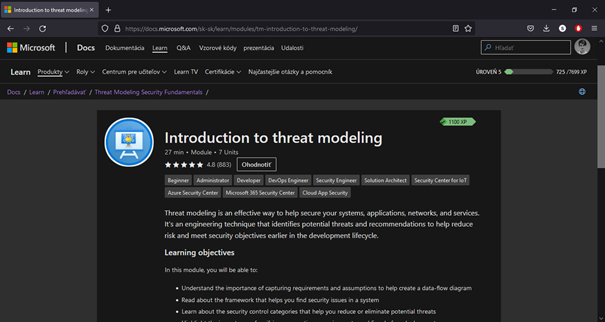 Introduction to threat modeling
https://docs.microsoft.com/sk-sk/learn/modules/tm-introduction-to-threat-modeling/
Microsoft Docs Dokumentácia Learn Q&A Vzorové kódy prezentácia Udalosti Hľadať
Learn Produkty Roly Centrum pre učiteľov Learn TV Certifikácie Najčastejšie otázky a pomocník ÚROVEŇ 5 725 /7699 XP
Docs / Learn / Prehľadávať / Threat Modeling Security Fundamentals /
1100 XP
Introduction to threat modeling
27 min • Module • 7 Units
4.8 (883) Ohodnotiť
Beginner Administrator Developer DevOps Engineer Security Engineer Solution Architect Security Center for IoT
Azure Security Center Microsoft 365 Security Center Cloud App Security
Threat modeling is an effective way to help secure your systems, applications, networks, and services.
It's an engineering technique that identifies potential threats and recommendations to help reduce
risk and meet security objectives earlier in the development lifecycle.
Learning objectives
In this module, you will be able to:
• Understand the importance of capturing requirements and assumptions to help create a data-flow diagram
• Read about the framework that helps you find security issues in a system
• Learn about the security control categories that help you reduce or eliminate potential threats